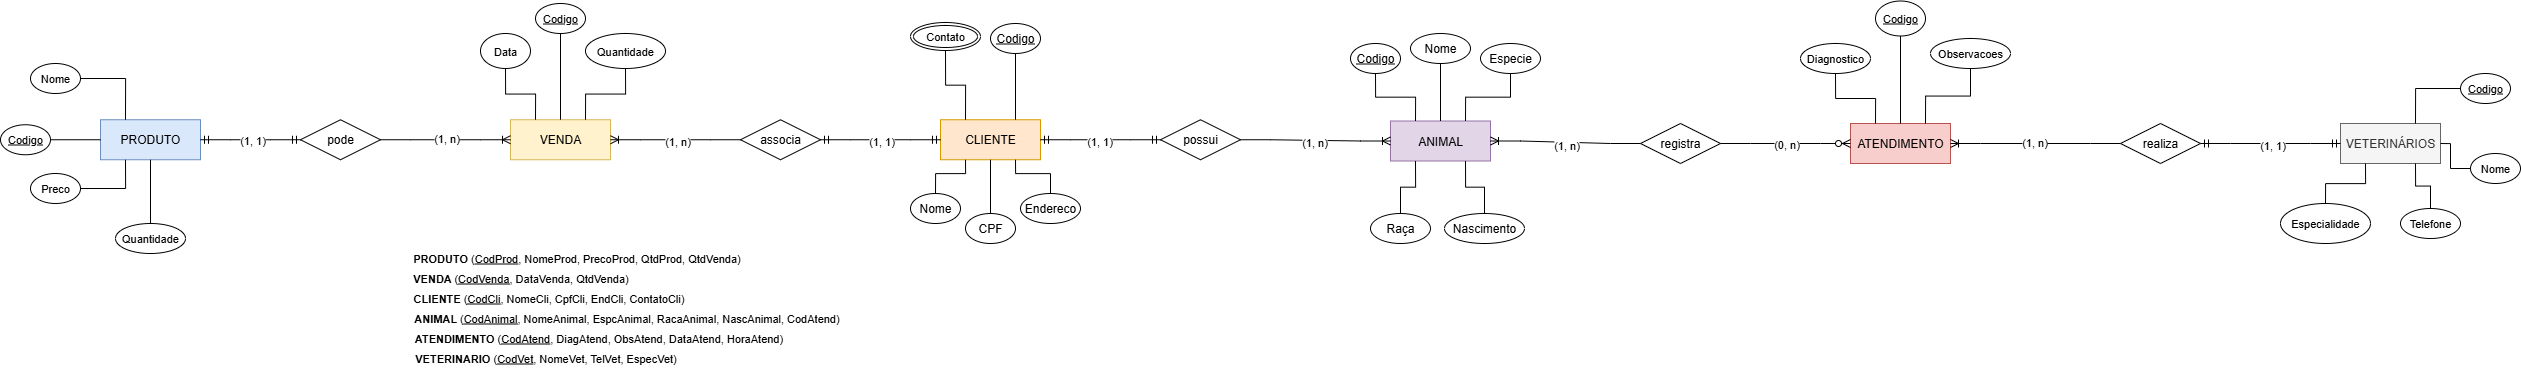 Codigo
Data
Quantidade
Nome
Codigo
Preco
Quantidade
PRODUTO
(1, 1)
pode
(1, n)
VENDA
(1, n)
associa
(1, 1)
Contato
Codigo
CLIENTE
Nome
CPF
Endereco
(1, 1)
possui
(1, n)
Codigo
Nome
Especie
ANIMAL
Raça
Nascimento
(1, n)
registra
(0, n)
Codigo
Diagnostico
Observacoes
ATENDIMENTO
(1, n)
realiza
(1, 1)
Codigo
VETERINÁRIOS
Nome
Especialidade
Telefone
PRODUTO (CodProd, NomeProd, PrecoProd, QtdProd, QtdVenda)
VENDA (CodVenda, DataVenda, QtdVenda)
CLIENTE (CodCli, NomeCli, CpfCli, EndCli, ContatoCli)
ANIMAL (CodAnimal, NomeAnimal, EspcAnimal, RacaAnimal, NascAnimal, CodAtend)
ATENDIMENTO (CodAtend, DiagAtend, ObsAtend, DataAtend, HoraAtend)
VETERINARIO (CodVet, NomeVet, TelVet, EspecVet)